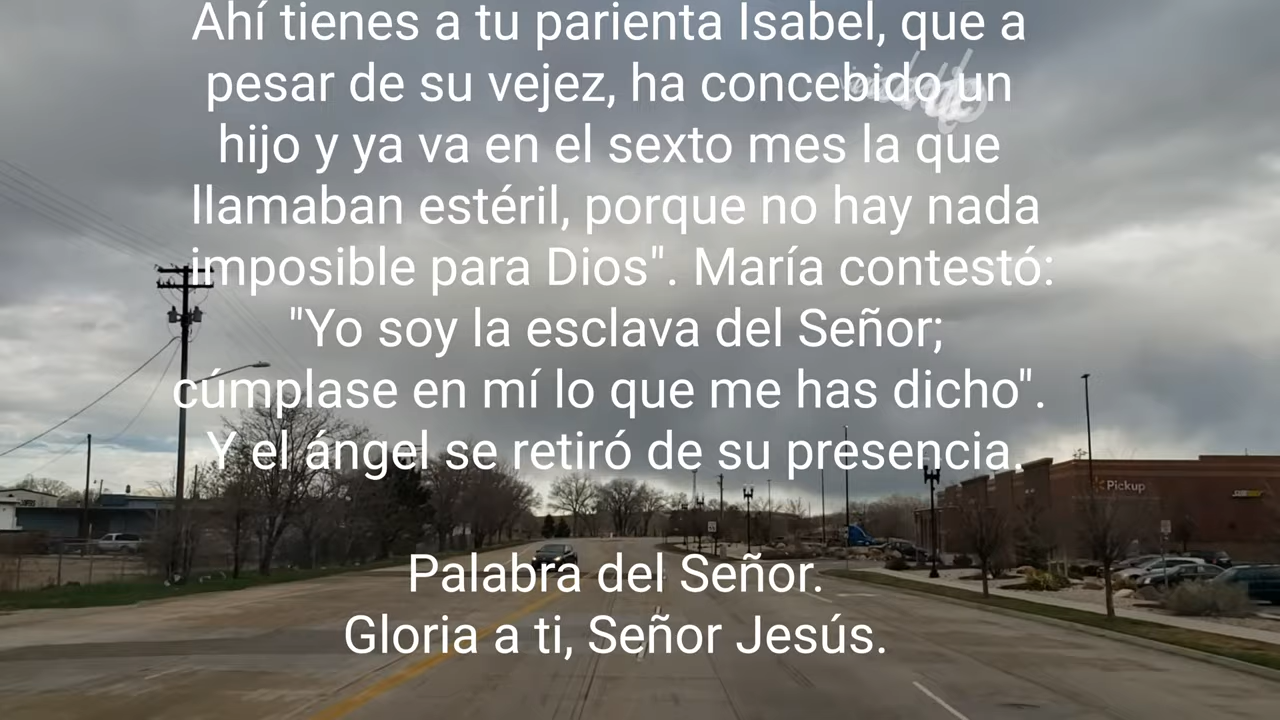 Ahí tienes a tu parienta Isabel, que a
pesar de su vejez, ha concebido un
hijo y ya va en el sexto mes la que
llamaban estéril, porque no hay nada
imposible para Dios". María contestó:
"Yo soy la esclava del Señor;
cúmplase en mí lo que me has dicho".
Y el ángel se retiró de su presencia.
Pickup
Palabra del Señor.
Gloria a ti, Señor Jesús.